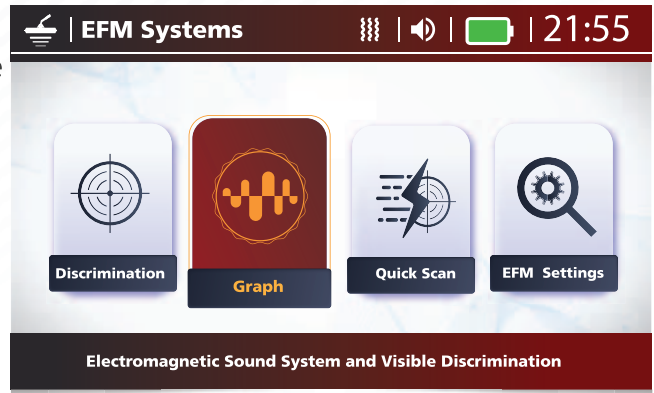 EFM Systems
21:55
e
Discrimination
Graph
Quick Scan
EFM Settings
Electromagnetic Sound System and Visible Discrimination